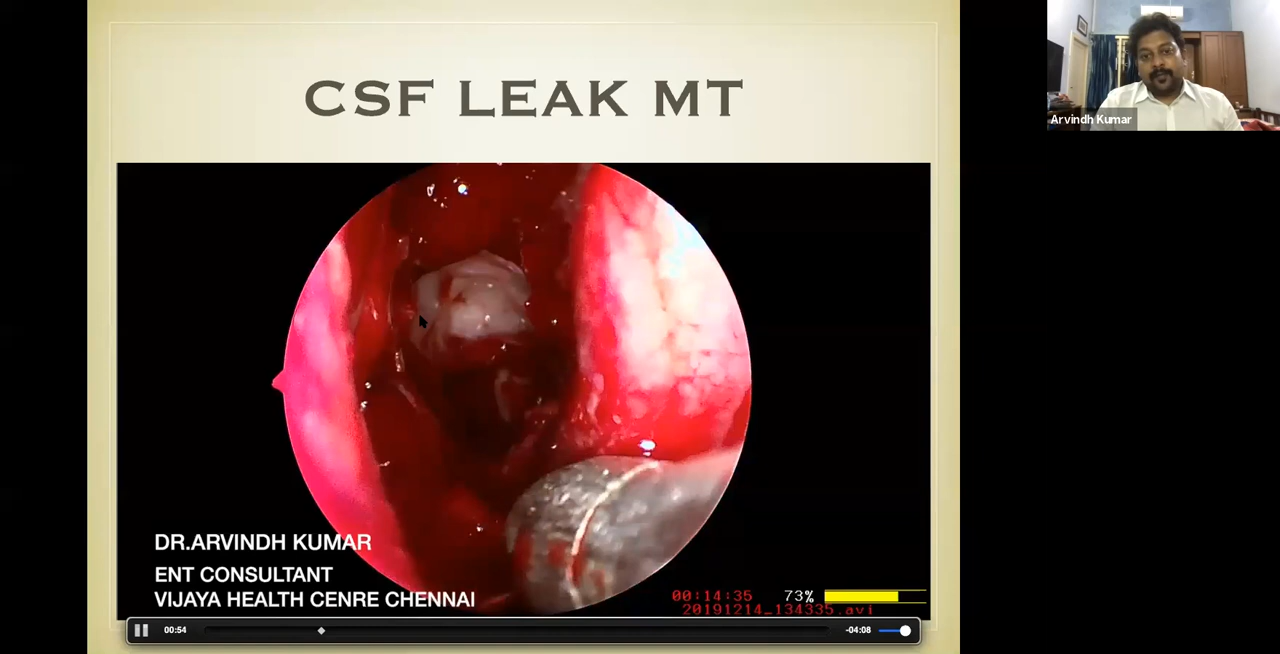 CSF LEAK MT
Arvindh Kumar
DR.ARVINDH KUMAR
ENT CONSULTANT
VIJAYA HEALTH CENRE CHENNAI
00:14:35 73%
20191214_134335.avi
00:54 -04:08